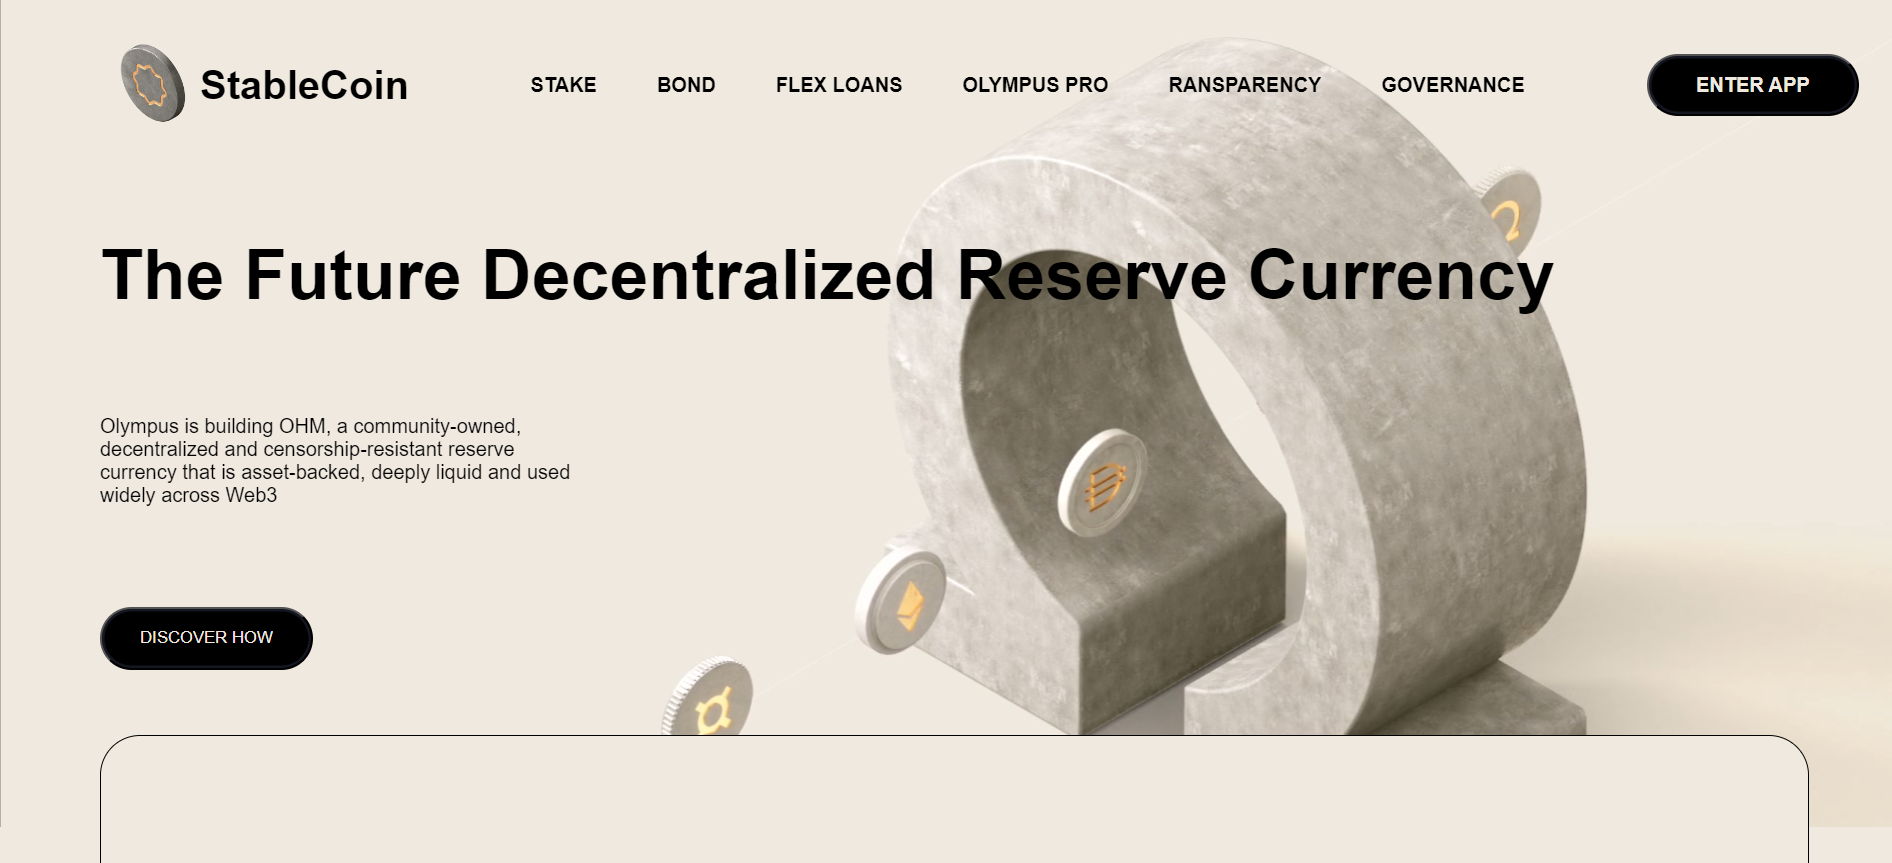 StableCoin
STAKE
BOND
FLEX LOANS
OLYMPUS PRO
RANSPARENCY
GOVERNANCE
ENTER APP
The Future Decentralized Reserve Currency
Olympus is building OHM, a community-owned,
decentralized and censorship-resistant reserve
currency that is asset-backed, deeply liquid and used
widely across Web3
DISCOVER HOW